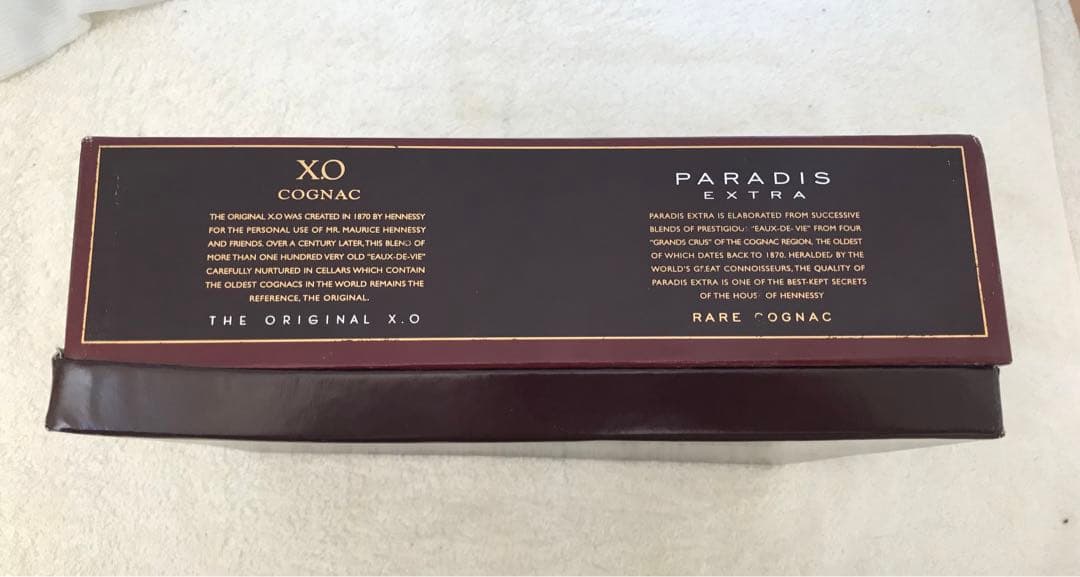 X.O
COGNAC
THE ORIGINAL X.O WAS CREATED IN 1870 BY HENNESSY
FOR THE PERSONAL USE OF MR. MAURICE HENNESSY
AND FRIENDS. OVER A CENTURY LATER, THIS BLEND OF
MORE THAN ONE HUNDRED VERY OLD "EAUX-DE-VIE"
CAREFULLY NURTURED IN CELLARS WHICH CONTAIN
THE OLDEST COGNACS IN THE WORLD REMAINS THE
REFERENCE, THE ORIGINAL.
THE ORIGINAL X.O
PARADIS
EXTRA
PARADIS EXTRA IS ELABORATED FROM SUCCESSIVE
BLENDS OF PRESTIGIOUS "EAUX-DE-VIE" FROM FOUR
"GRANDS CRUS" OF THE COGNAC REGION, THE OLDEST
OF WHICH DATES BACK TO 1870. HERALDED BY THE
WORLD'S GREAT CONNOISSEURS, THE QUALITY OF
PARADIS EXTRA IS ONE OF THE BEST-KEPT SECRETS
OF THE HOUSE OF HENNESSY
RARE COGNAC